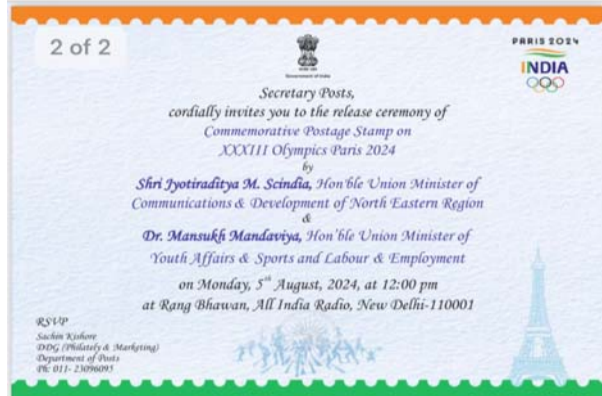 2 of 2
Government of India
PARIS 2024
INDIA
Secretary Posts,
cordially invites you to the release ceremony of
Commemorative Postage Stamp on
XXXIII Olympics Paris 2024
by
Shri Jyotiraditya M. Scindia, Hon'ble Union Minister of
Communications & Development of North Eastern Region
&
Dr. Mansukh Mandaviya, Hon'ble Union Minister of
Youth Affairs & Sports and Labour & Employment
on Monday, 5th August, 2024, at 12:00 pm
at Rang Bhawan, All India Radio, New Delhi-110001
RSVP
Sachin Kishore
DDG (Philately & Marketing)
Department of Posts
Ph: 011- 23096095